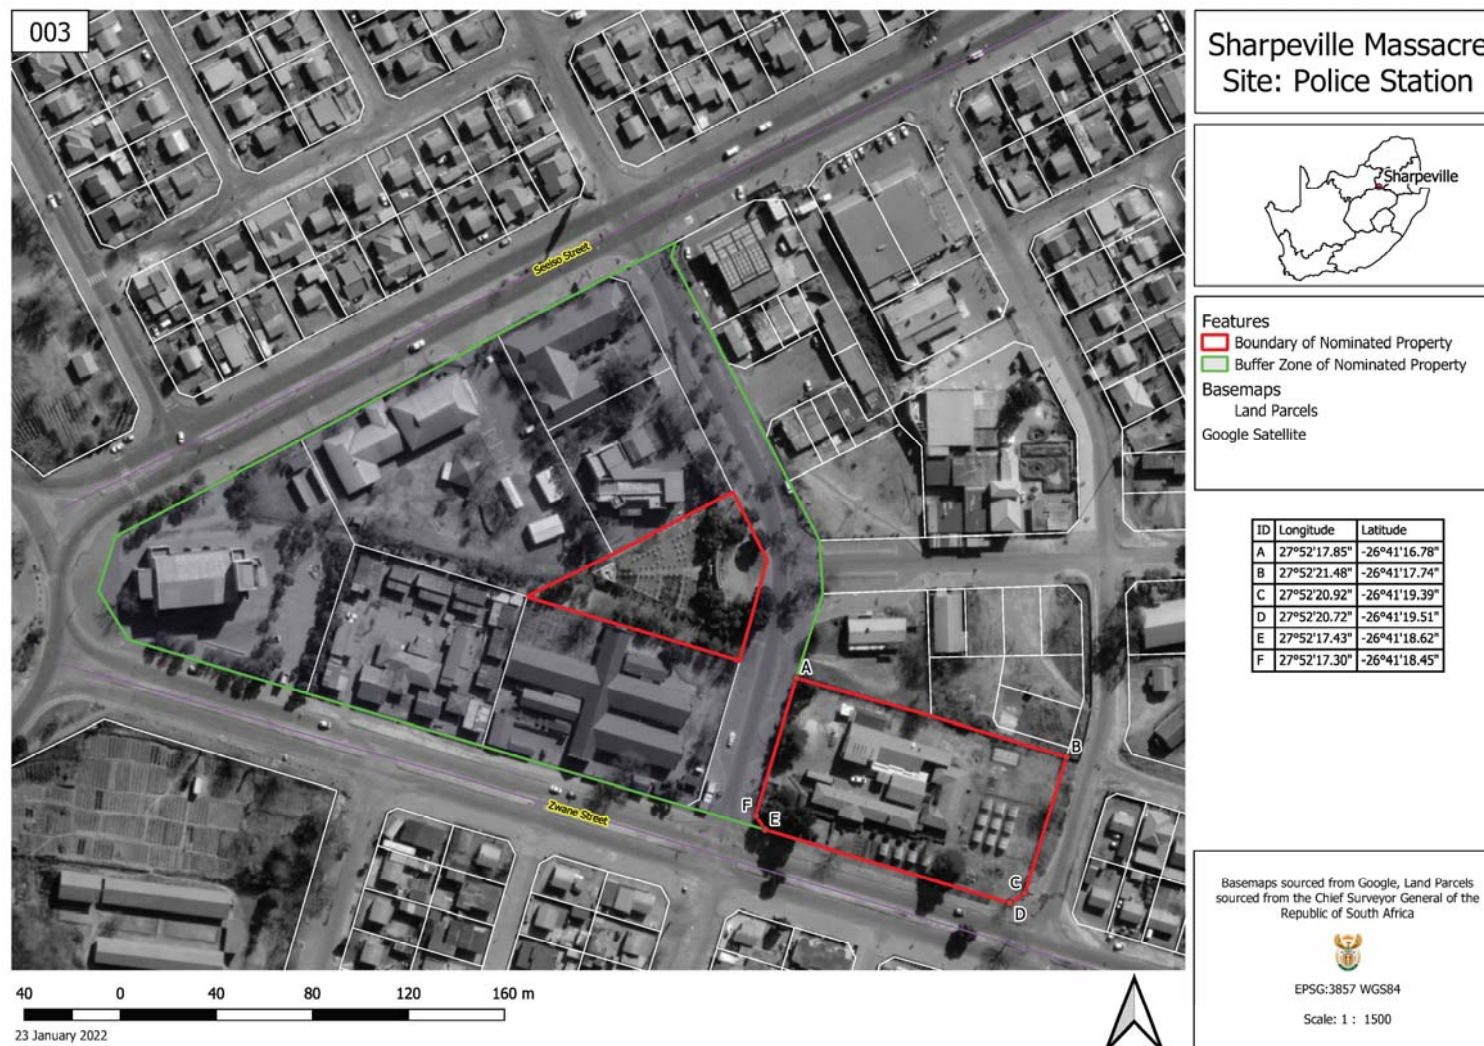 003
Sharpeville Massacre
Site: Police Station
Sharpeville
Features
Boundary of Nominated Property
Buffer Zone of Nominated Property
Basemaps
Land Parcels
Google Satellite
ID Longitude Latitude
A 27°52'17.85" -26°41'16.78"
B 27°52'21.48" -26°41'17.74"
C 27°52'20.92" -26°41'19.39"
D 27°52'20.72" -26°41'19.51"
E 27°52'17.43" -26°41'18.62"
F 27°52'17.30" -26°41'18.45"
Seeiso Street
A
B
F
E
Zwane Street
C
D
Basemaps sourced from Google, Land Parcels
sourced from the Chief Surveyor General of the
Republic of South Africa
EPSG:3857 WGS84
Scale: 1 : 1500
40 0 40 80 120 160 m
23 January 2022